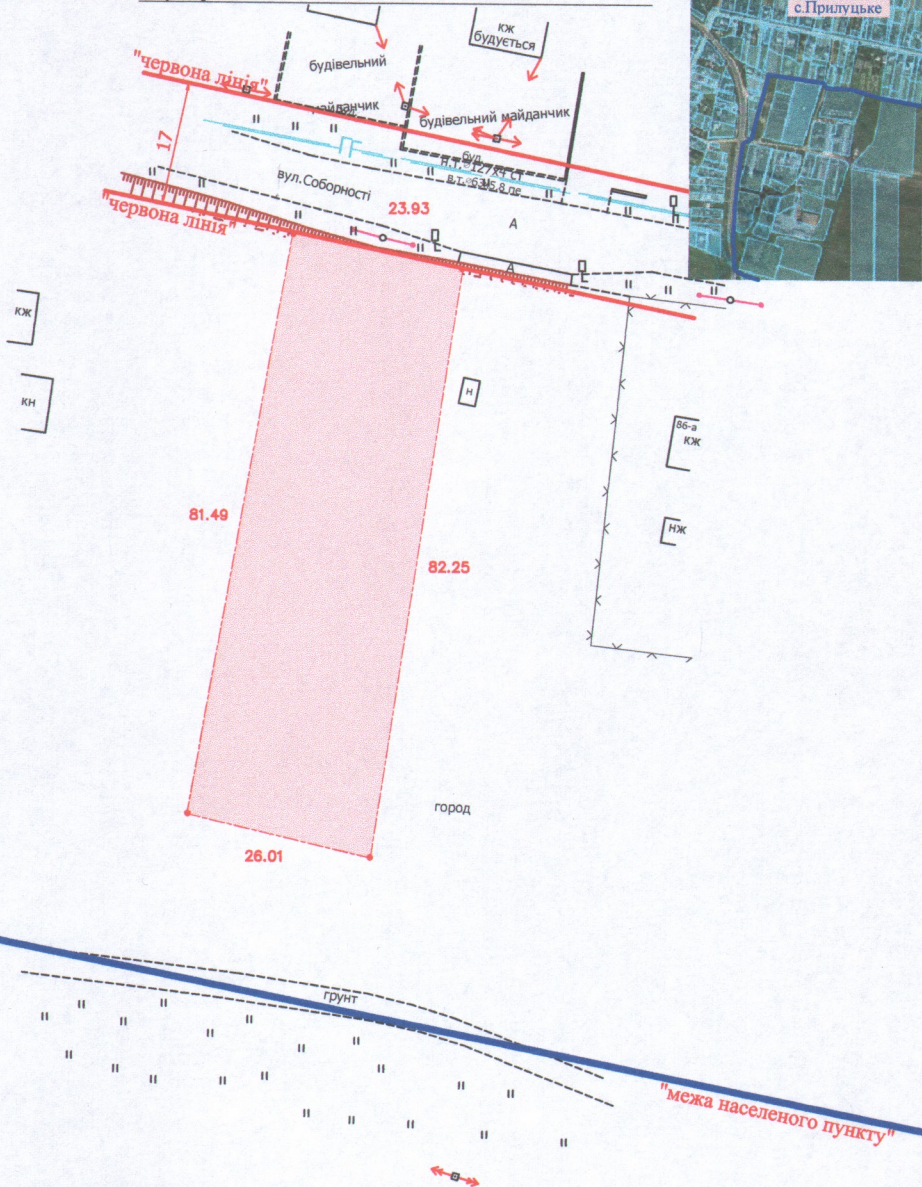 с.Прилуцьке
кж
будується
будівельний
майданчик
"червона лінія"
будівельний майданчик
буд.
17
вул.Соборності
23.93
А
"червона лінія"
А
кж
кн
н
86-а
кж
нж
81.49
82.25
город
26.01
грунт
"межа населеного пункту"